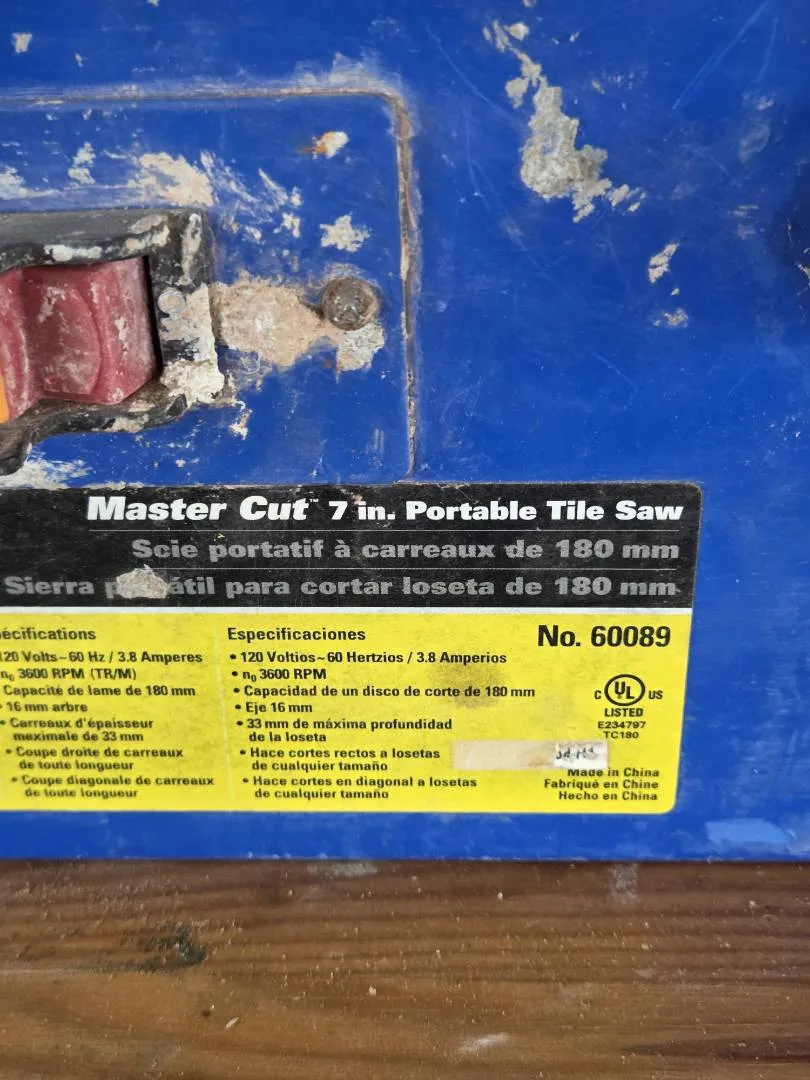 Master Cut™ 7 in. Portable Tile Saw
Scie portatif à carreaux de 180 mm
Sierra para cortar loseta de 180 mm
écifications
120 Volts~60 Hz / 3.8 Amperes
n₀ 3600 RPM (TR/M)
Capacité de lame de 180 mm
• 16 mm arbre
• Carreaux d'épaisseur
maximale de 33 mm
• Coupe droite de carreaux
de toute longueur
• Coupe diagonale de carreaux
de toute longueur
Especificaciones
• 120 Voltios~60 Hertzios / 3.8 Amperios
• n₀ 3600 RPM
• Capacidad de un disco de corte de 180 mm
• Eje 16 mm
• 33 mm de máxima profundidad
de la loseta
• Hace cortes rectos a losetas
de cualquier tamaño
• Hace cortes en diagonal a losetas
de cualquier tamaño
No. 60089
C UL US
LISTED
E234797
TC180
Made in China
Fabriqué en Chine
Hecho en China